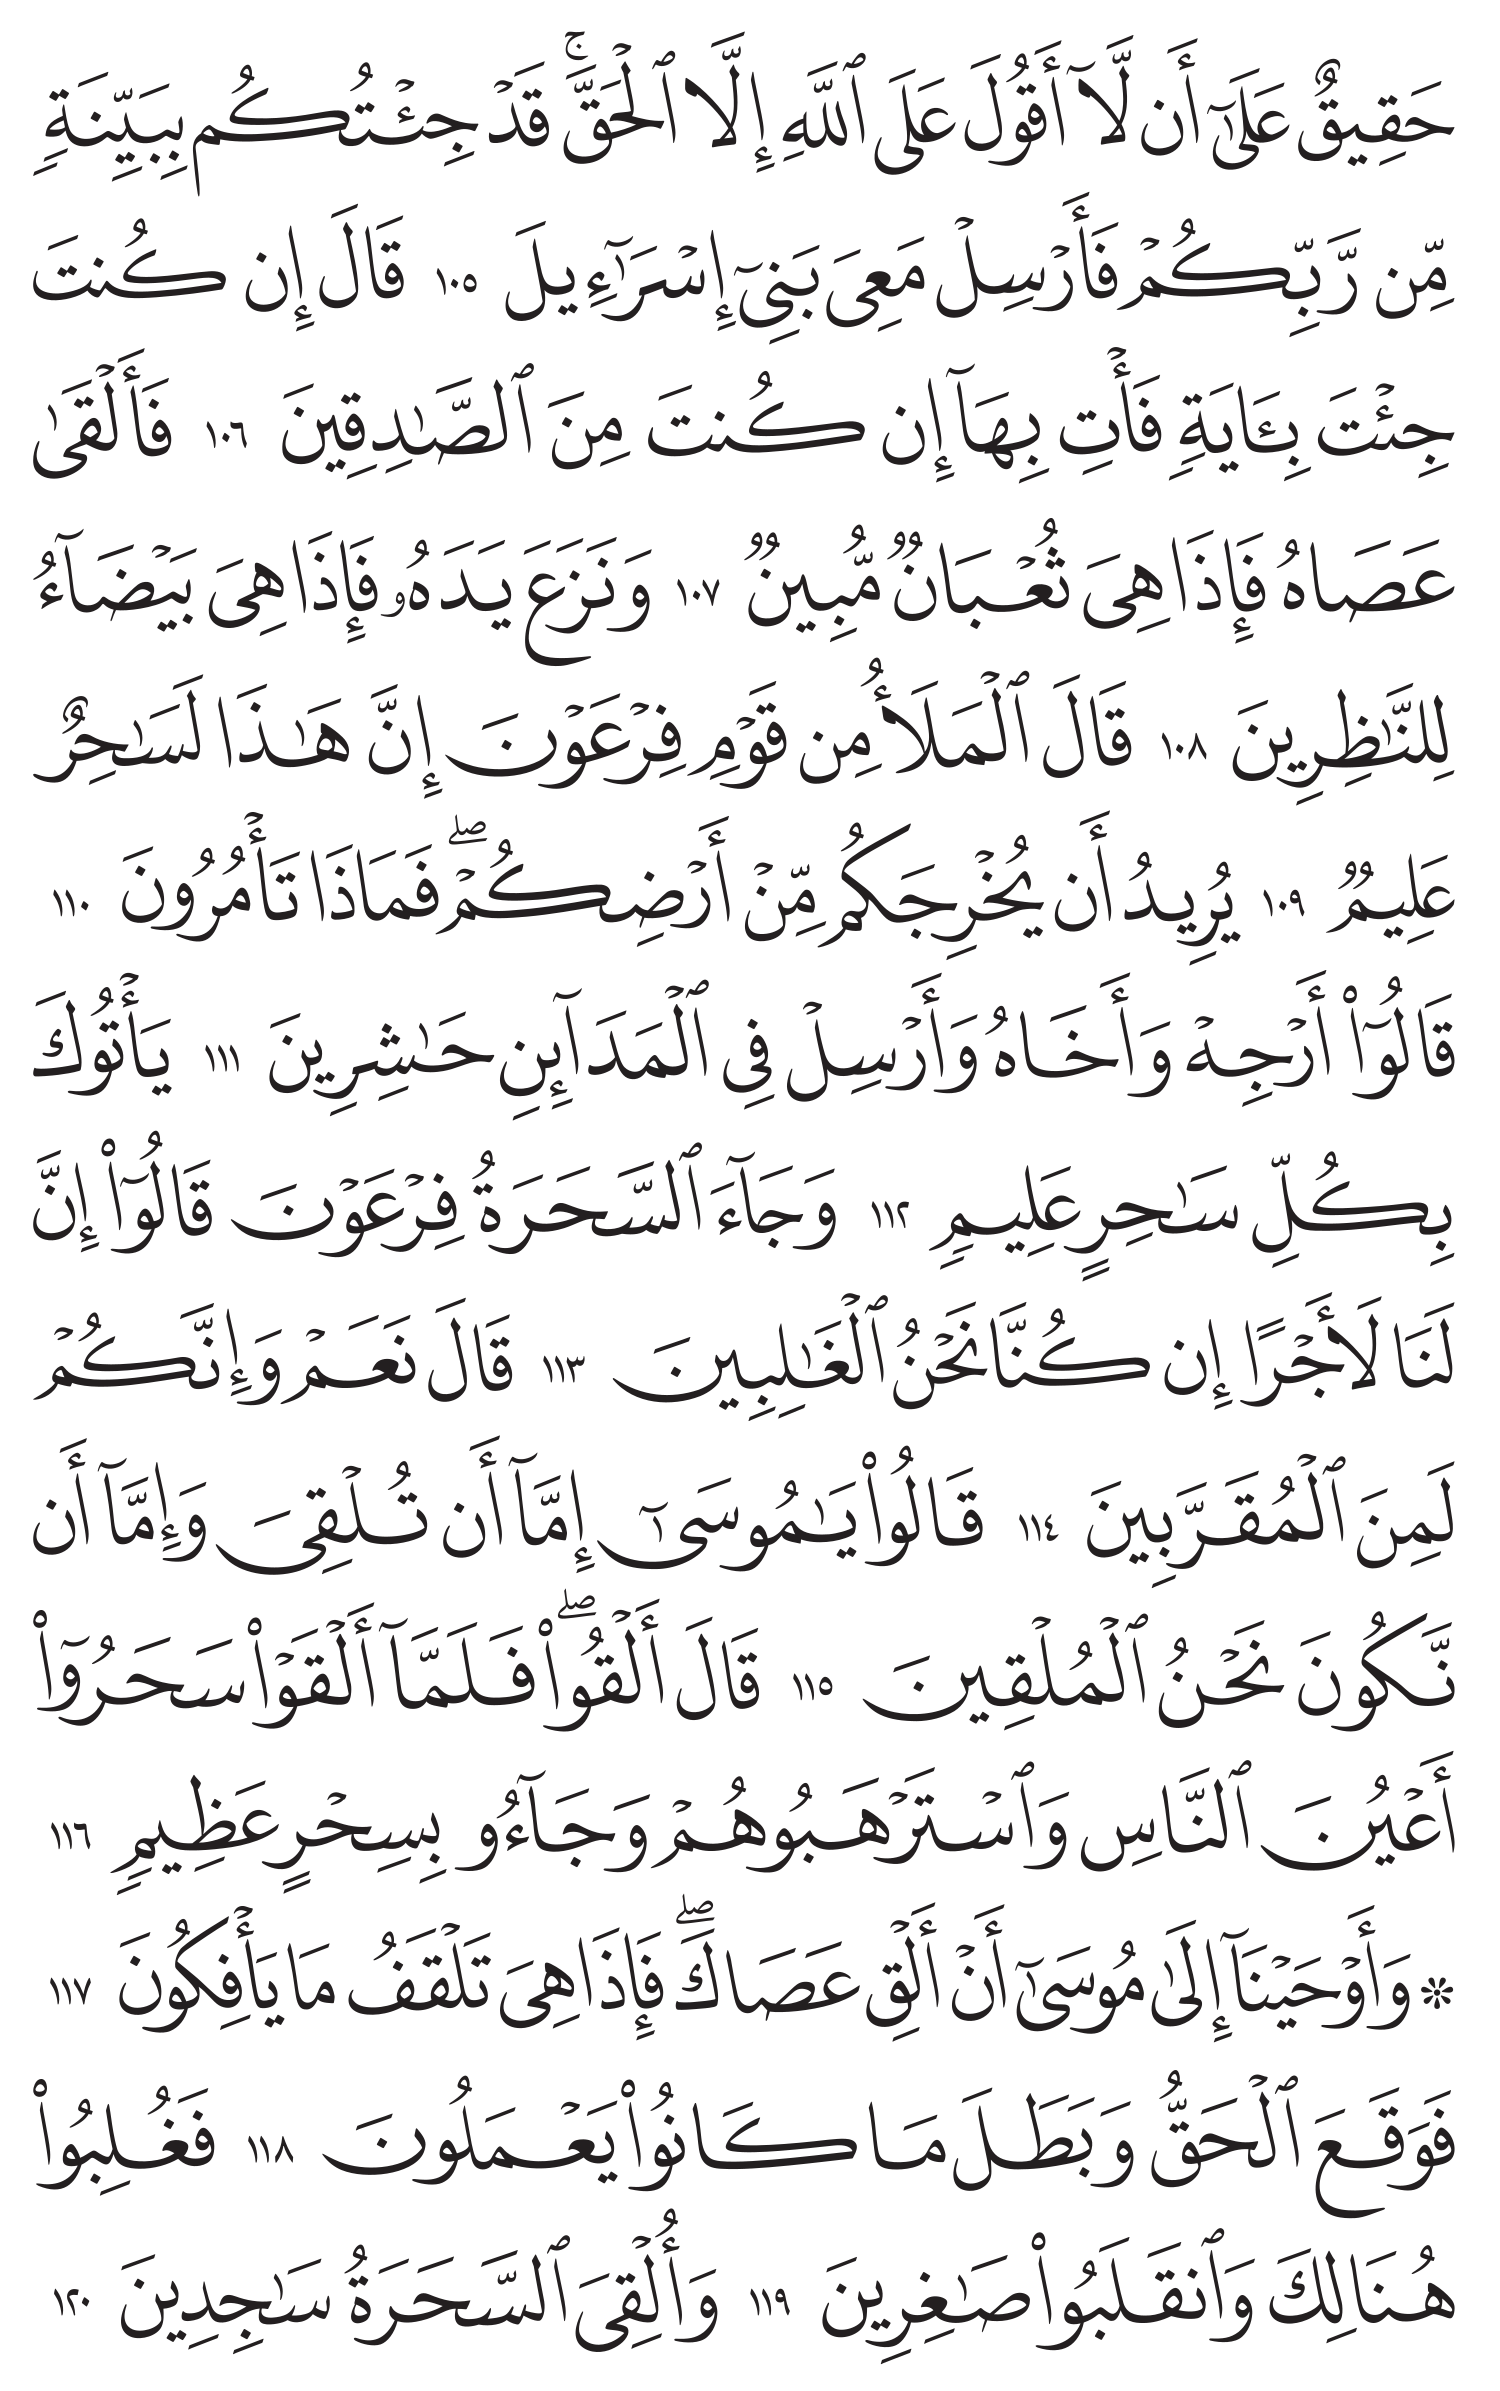 حَقِيقٌ عَلَىٰٓ أَن لَّآ أَقُولَ عَلَى ٱللَّهِ إِلَّا ٱلْحَقَّۚ قَدْ جِئْتُكُم بِبَيِّنَةٍ
مِّن رَّبِّكُمْ فَأَرْسِلْ مَعِىَ بَنِىٓ إِسْرَٰٓءِيلَ ١٠٥ قَالَ إِن كُنتَ
جِئْتَ بِـَٔايَةٍ فَأْتِ بِهَآ إِن كُنتَ مِنَ ٱلصَّـٰدِقِينَ ١٠٦ فَأَلْقَىٰ
عَصَاهُ فَإِذَا هِىَ ثُعْبَانٌ مُّبِينٌ ١٠٧ وَنَزَعَ يَدَهُۥ فَإِذَا هِىَ بَيْضَآءُ
لِلنَّـٰظِرِينَ ١٠٨ قَالَ ٱلْمَلَأُ مِن قَوْمِ فِرْعَوْنَ إِنَّ هَـٰذَا لَسَـٰحِرٌ
عَلِيمٌ ١٠٩ يُرِيدُ أَن يُخْرِجَكُم مِّنْ أَرْضِكُمْۖ فَمَاذَا تَأْمُرُونَ ١١٠
قَالُوٓا۟ أَرْجِهْ وَأَخَاهُ وَأَرْسِلْ فِى ٱلْمَدَآئِنِ حَـٰشِرِينَ ١١١ يَأْتُوكَ
بِكُلِّ سَـٰحِرٍ عَلِيمٍ ١١٢ وَجَآءَ ٱلسَّحَرَةُ فِرْعَوْنَ قَالُوٓا۟ إِنَّ
لَنَا لَأَجْرًا إِن كُنَّا نَحْنُ ٱلْغَـٰلِبِينَ ١١٣ قَالَ نَعَمْ وَإِنَّكُمْ
لَمِنَ ٱلْمُقَرَّبِينَ ١١٤ قَالُوا۟ يَـٰمُوسَىٰٓ إِمَّآ أَن تُلْقِىَ وَإِمَّآ أَن
نَّكُونَ نَحْنُ ٱلْمُلْقِينَ ١١٥ قَالَ أَلْقُوا۟ۖ فَلَمَّآ أَلْقَوْا۟ سَحَرُوٓا۟
أَعْيُنَ ٱلنَّاسِ وَٱسْتَرْهَبُوهُمْ وَجَآءُو بِسِحْرٍ عَظِيمٍ ١١٦
۞ وَأَوْحَيْنَآ إِلَىٰ مُوسَىٰٓ أَنْ أَلْقِ عَصَاكَۖ فَإِذَا هِىَ تَلْقَفُ مَا يَأْفِكُونَ ١١٧
فَوَقَعَ ٱلْحَقُّ وَبَطَلَ مَا كَانُوا۟ يَعْمَلُونَ ١١٨ فَغُلِبُوا۟
هُنَالِكَ وَٱنقَلَبُوا۟ صَـٰغِرِينَ ١١٩ وَأُلْقِىَ ٱلسَّحَرَةُ سَـٰجِدِينَ ١٢٠